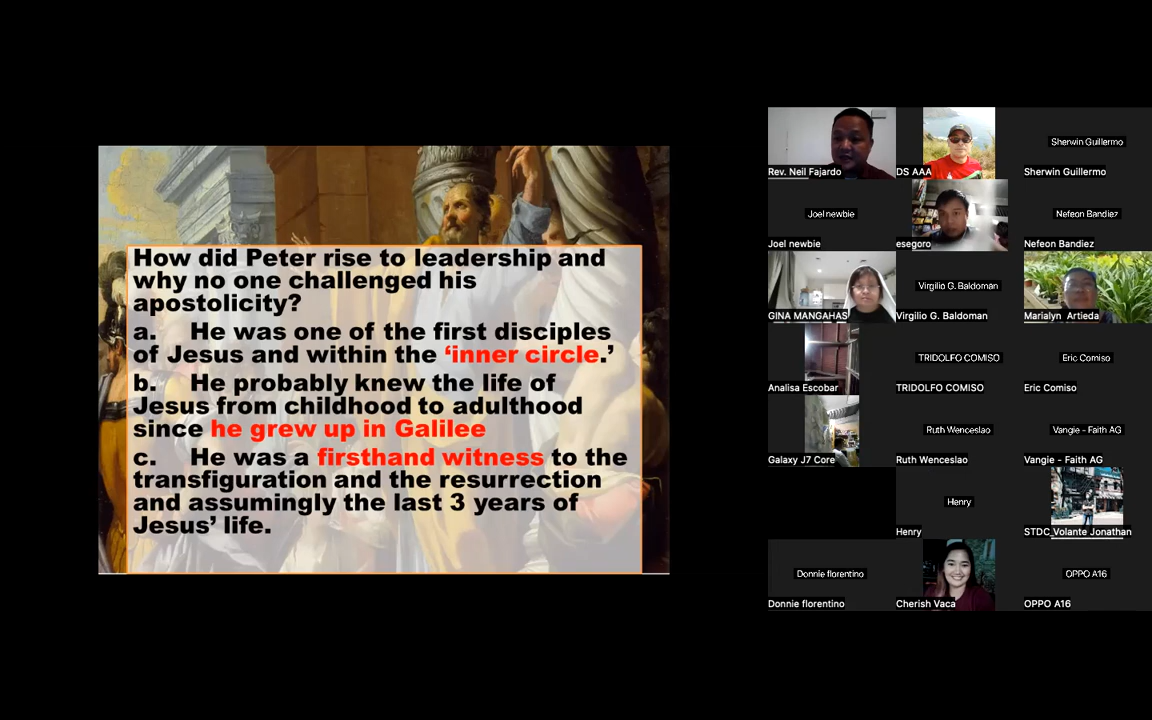 How did Peter rise to leadership and
why no one challenged his
apostolicity?
a. He was one of the first disciples
of Jesus and within the ‘inner circle.’
b. He probably knew the life of
Jesus from childhood to adulthood
since he grew up in Galilee
c. He was a firsthand witness to the
transfiguration and the resurrection
and assumingly the last 3 years of
Jesus’ life.
Rev. Neil Fajardo
DS AAA
Sherwin Guillermo
Sherwin Guillermo
Joel newbie
Joel newbie
esegoro
Nefeon Bandiez
Nefeon Bandiez
GINA MANGAHAS
Virgilio G. Baldoman
Virgilio G. Baldoman
Marialyn Artieda
Analisa Escobar
TRIDOLFO COMISO
TRIDOLFO COMISO
Eric Comiso
Eric Comiso
Galaxy J7 Core
Ruth Wenceslao
Ruth Wenceslao
Vangie - Faith AG
Vangie - Faith AG
Henry
Henry
STDC_Volante Jonathan
Donnie florentino
Donnie florentino
Cherish Vaca
OPPO A16
OPPO A16